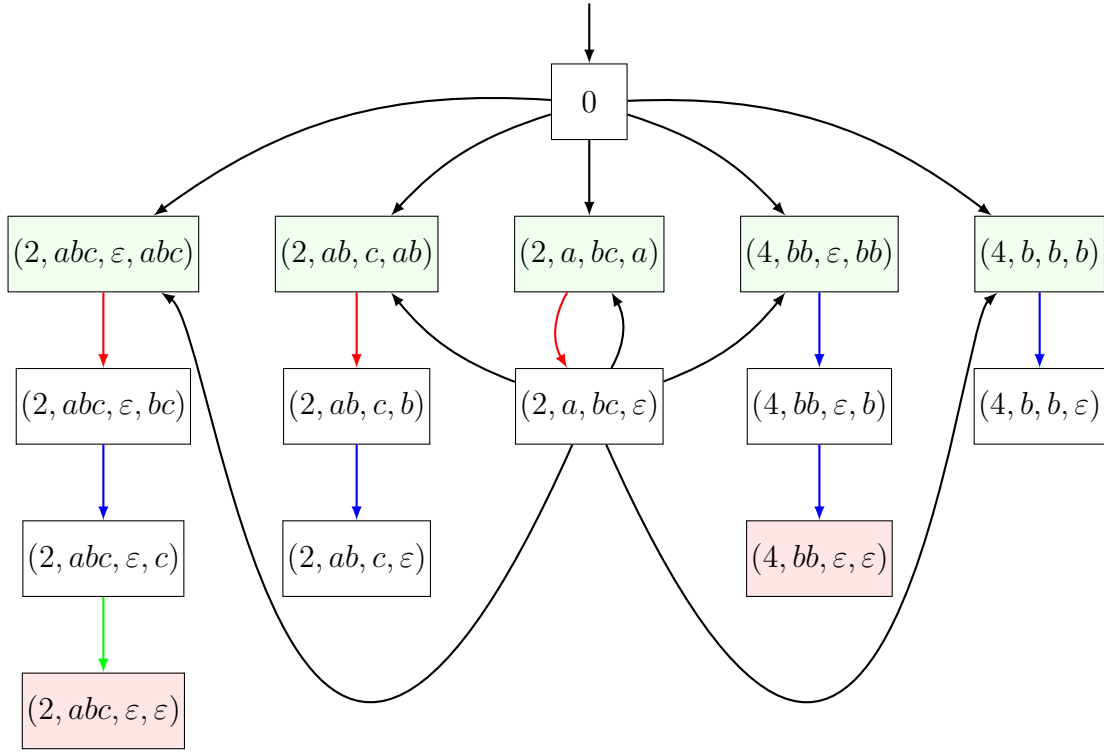 0
(2, abc, ε, abc)
(2, ab, c, ab)
(2, a, bc, a)
(4, bb, ε, bb)
(4, b, b, b)
(2, abc, ε, bc)
(2, ab, c, b)
(2, a, bc, ε)
(4, bb, ε, b)
(4, b, b, ε)
(2, abc, ε, c)
(2, ab, c, ε)
(4, bb, ε, ε)
(2, abc, ε, ε)